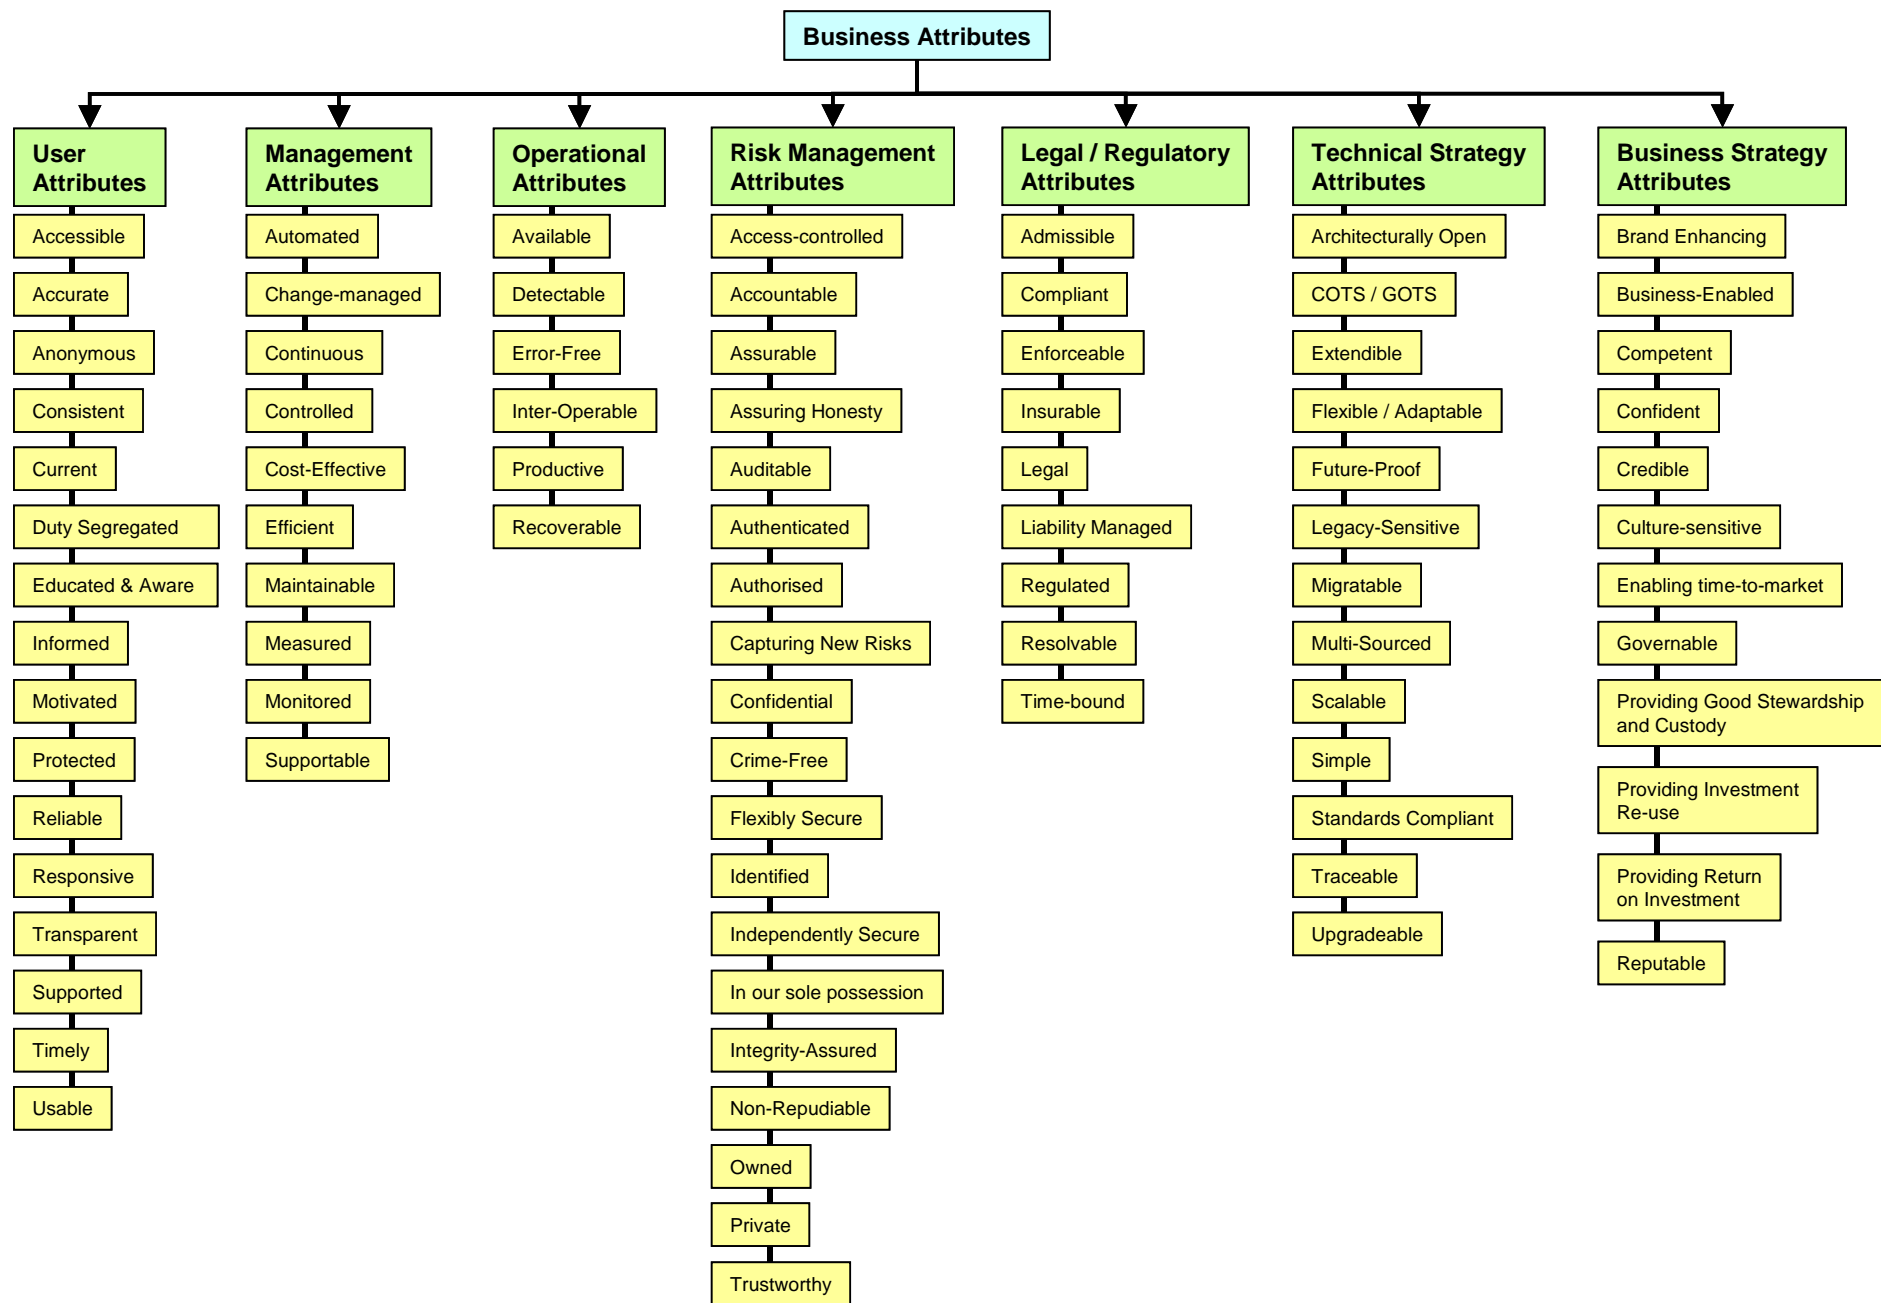 Business Attributes
User
Attributes
Accessible
Accurate
Anonymous
Consistent
Current
Duty Segregated
Educated & Aware
Informed
Motivated
Protected
Reliable
Responsive
Transparent
Supported
Timely
Usable
Management
Attributes
Automated
Change-managed
Continuous
Controlled
Cost-Effective
Efficient
Maintainable
Measured
Monitored
Supportable
Operational
Attributes
Available
Detectable
Error-Free
Inter-Operable
Productive
Recoverable
Risk Management
Attributes
Access-controlled
Accountable
Assurable
Assuring Honesty
Auditable
Authenticated
Authorised
Capturing New Risks
Confidential
Crime-Free
Flexibly Secure
Identified
Independently Secure
In our sole possession
Integrity-Assured
Non-Repudiable
Owned
Private
Trustworthy
Legal / Regulatory
Attributes
Admissible
Compliant
Enforceable
Insurable
Legal
Liability Managed
Regulated
Resolvable
Time-bound
Technical Strategy
Attributes
Architecturally Open
COTS / GOTS
Extendible
Flexible / Adaptable
Future-Proof
Legacy-Sensitive
Migratable
Multi-Sourced
Scalable
Simple
Standards Compliant
Traceable
Upgradeable
Business Strategy
Attributes
Brand Enhancing
Business-Enabled
Competent
Confident
Credible
Culture-sensitive
Enabling time-to-market
Governable
Providing Good Stewardship
and Custody
Providing Investment
Re-use
Providing Return
on Investment
Reputable